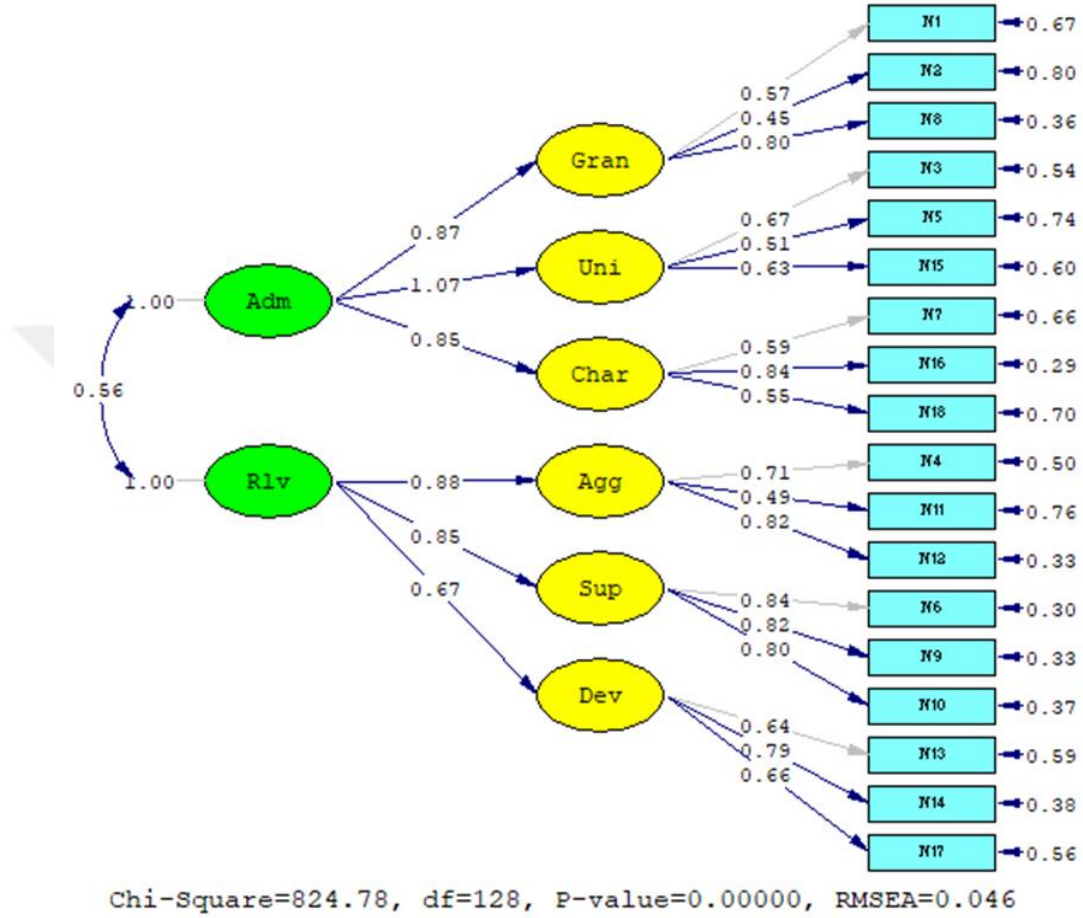 N1 0.67
N2 0.80
0.57
0.45
N8 0.36
0.80
Gran
N3 0.54
0.67
N5 0.74
0.87
0.51
Uni
0.63
N15 0.60
1.07
1.00 Adm
N7 0.66
0.85
0.59
N16 0.29
Char
0.84
0.55
0.56
N18 0.70
N4 0.50
0.71
1.00 Rlv
0.88
Agg
0.49
N11 0.76
0.82
0.85
N12 0.33
0.67
Sup
0.84
N6 0.30
0.82
0.80
N9 0.33
Dev
N10 0.37
0.64
0.79
N13 0.59
0.66
N14 0.38
N17 0.56
Chi-Square=824.78, df=128, P-value=0.00000, RMSEA=0.046